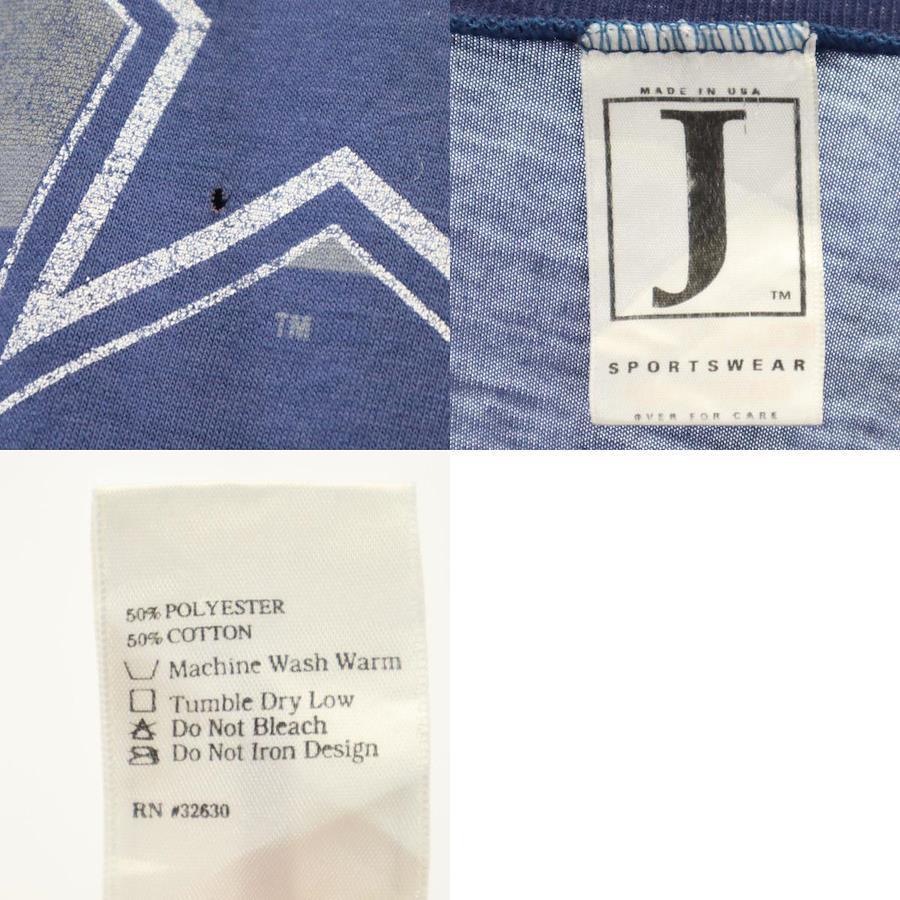 TM
MADE IN USA
J
TM
SPORTSWEAR
OVER FOR CARE
50% POLYESTER
50% COTTON
Machine Wash Warm
Tumble Dry Low
Do Not Bleach
Do Not Iron Design
RN #32630